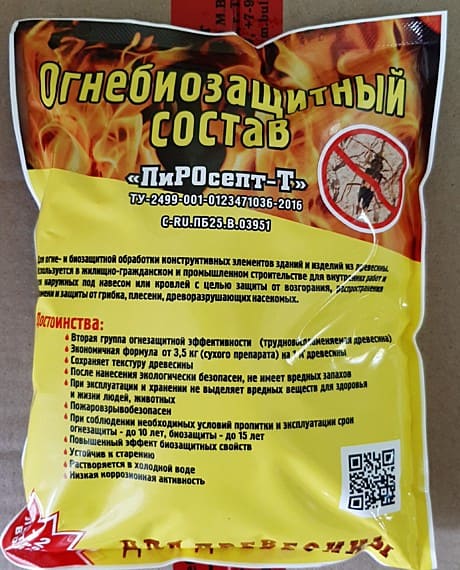 Огнебиозащитный
состав
«ПиРОсепт-Т»
ТУ-2499-001-0123471036-2016
C-RU.ПБ25.В.03951
Для огне- и биозащитной обработки конструктивных элементов зданий и изделий из древесины.
Используется в жилищно-гражданском и промышленном строительстве для внутренних работ и
наружных под навесом или кровлей с целью защиты от возгорания, распространения
и защиты от грибка, плесени, древоразрушающих насекомых.
Достоинства:
Вторая группа огнезащитной эффективности (трудновоспламеняемая древесина)
Экономичная формула от 3,5 кг (сухого препарата) на древесины
Сохраняет текстуру древесины
После нанесения экологически безопасен, не имеет вредных запахов
При эксплуатации и хранении не выделяет вредных веществ для здоровья
и жизни людей, животных
Пожаровзрывобезопасен
При соблюдении необходимых условий пропитки и эксплуатации срок
огнезащиты - до 10 лет, биозащиты - до 15 лет
Повышенный эффект биозащитных свойств
Устойчив к старению
Растворяется в холодной воде
Низкая коррозионная активность
ДЛЯ ДРЕВЕСИНЫ